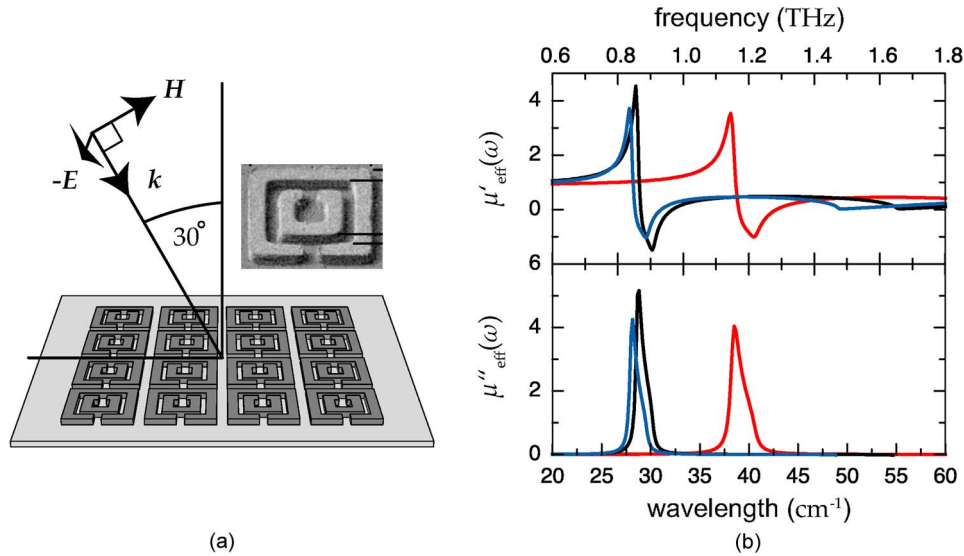 H
-E
k
30°
(a)
frequency (THz)
0.6 0.8 1.0 1.2 1.4 1.6 1.8
4
2
0
6
μ′eff(ω)
4
2
0
μ″eff(ω)
20 25 30 35 40 45 50 55 60
wavelength (cm⁻¹)
(b)